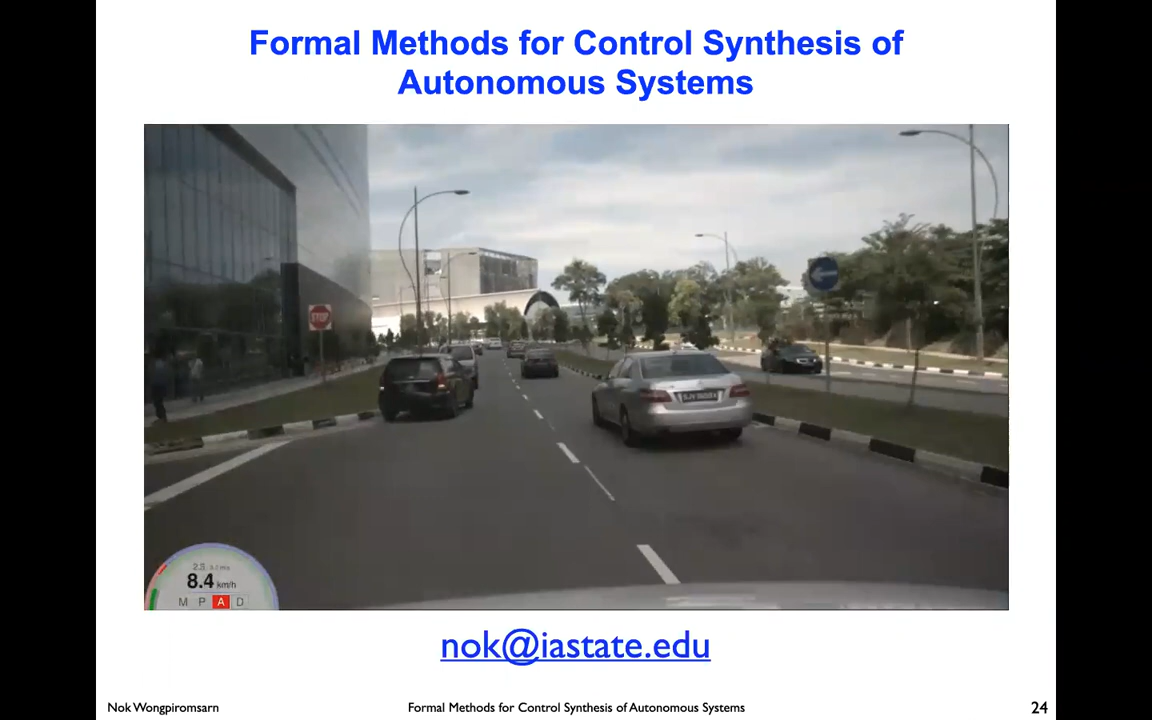 Formal Methods for Control Synthesis of
Autonomous Systems
STOP
8.4 km/h
M P A D
nok@iastate.edu
Nok Wongpiromsarn
Formal Methods for Control Synthesis of Autonomous Systems
24